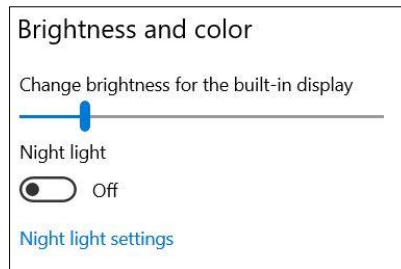 Brightness and color
Change brightness for the built-in display
Night light
Off
Night light settings